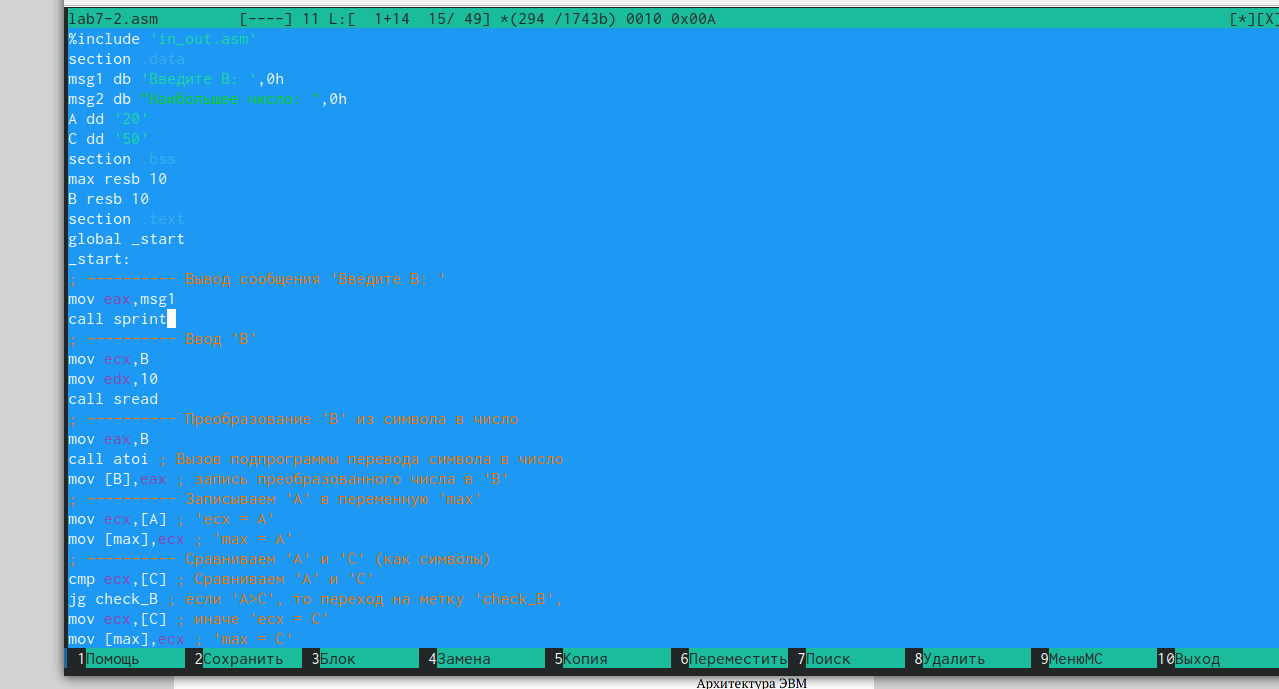 lab7-2.asm [----] 11 L:[ 1+14 15/ 49] *(294 /1743b) 0010 0x00A [*][X]
%include 'in_out.asm'
section .data
msg1 db 'Введите B: ',0h
msg2 db "Наибольшее число: ",0h
A dd '20'
C dd '50'
section .bss
max resb 10
B resb 10
section .text
global _start
_start:
; ---------- Вывод сообщения 'Введите B: '
mov eax,msg1
call sprint
; ---------- Ввод 'B'
mov ecx,B
mov edx,10
call sread
; ---------- Преобразование 'B' из символа в число
mov eax,B
call atoi ; Вызов подпрограммы перевода символа в число
mov [B],eax ; запись преобразованного числа в 'B'
; ---------- Записываем 'A' в переменную 'max'
mov ecx,[A] ; 'ecx = A'
mov [max],ecx ; 'max = A'
; ---------- Сравниваем 'A' и 'С' (как символы)
cmp ecx,[C] ; Сравниваем 'A' и 'С'
jg check_B ; если 'A>C', то переход на метку 'check_B',
mov ecx,[C] ; иначе 'ecx = C'
mov [max],ecx ; 'max = C'
1Помощь 2Сохранить 3Блок 4Замена 5Копия 6Переместить 7Поиск 8Удалить 9МенюMC 10Выход
Архитектура ЭВМ